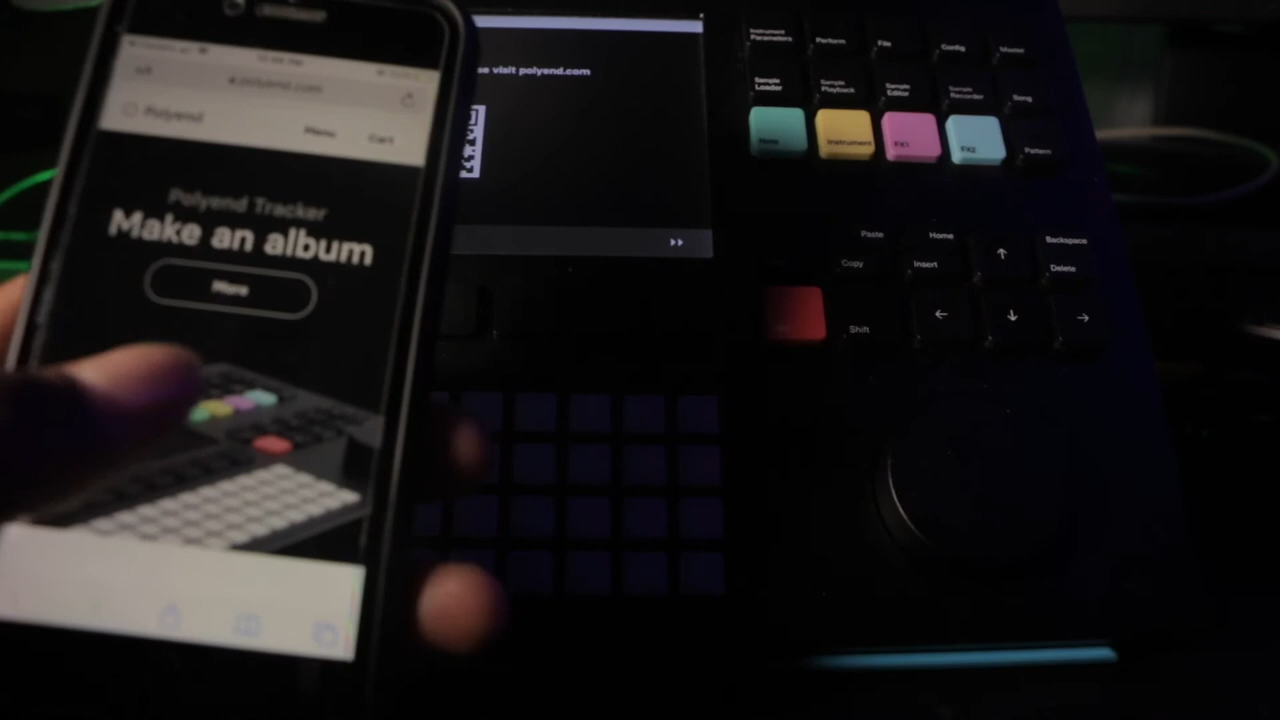 polyend.com
Polyend
Menu
Cart
Polyend Tracker
Make an album
More
se visit polyend.com
Instrument
Parameters
Perform
File
Config
Master
Sample
Loader
Sample
Playback
Sample
Editor
Sample
Recorder
Song
Note
Instrument
FX1
FX2
Pattern
Paste
Home
Backspace
Copy
Insert
↑
Delete
Shift
←
↓
→